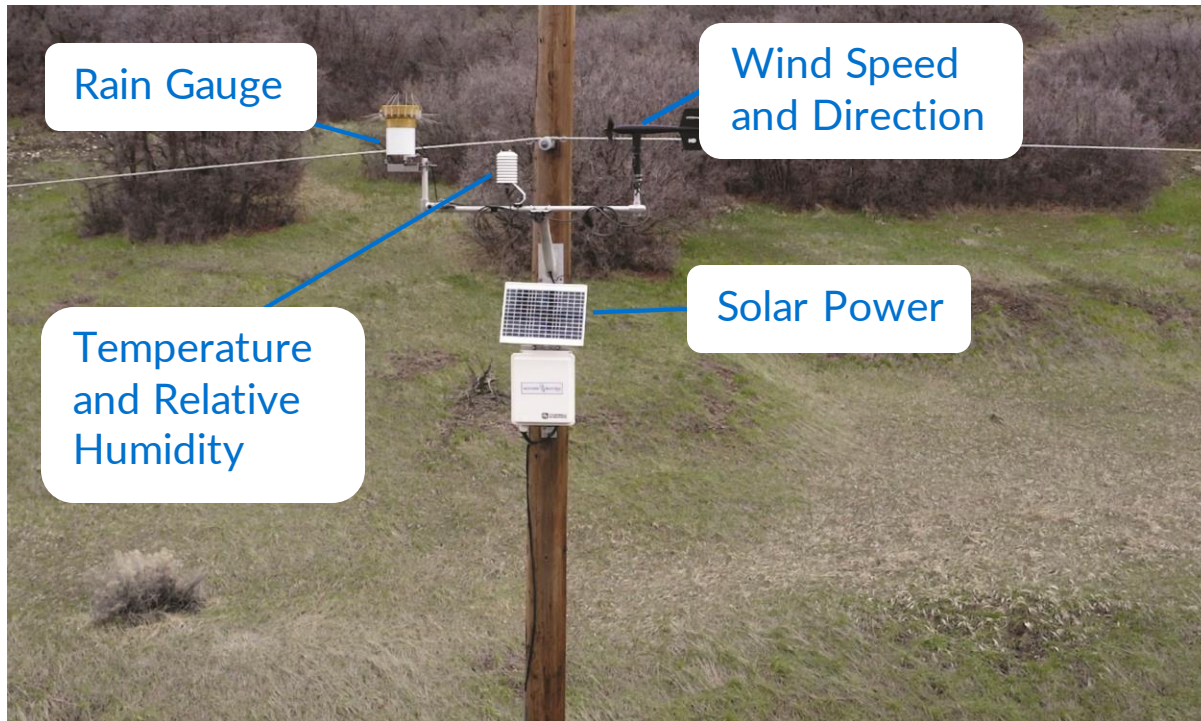 Rain Gauge
Wind Speed
and Direction
Solar Power
Temperature
and Relative
Humidity